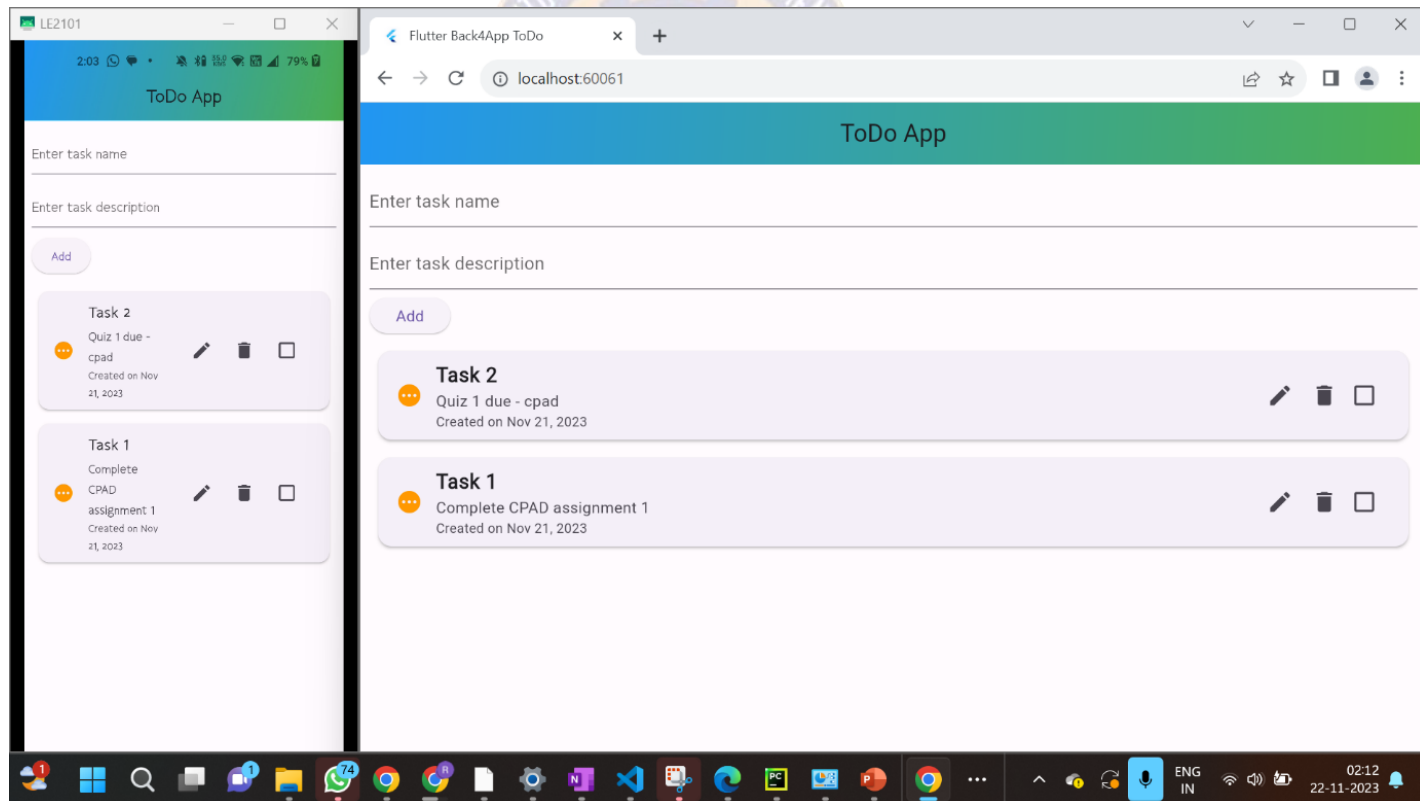 LE2101
2:03 79%
ToDo App
Enter task name
Enter task description
Add
Task 2
Quiz 1 due -
cpad
Created on Nov
21, 2023
Task 1
Complete
CPAD
assignment 1
Created on Nov
21, 2023
Flutter Back4App ToDo
localhost:60061
ToDo App
Enter task name
Enter task description
Add
Task 2
Quiz 1 due - cpad
Created on Nov 21, 2023
Task 1
Complete CPAD assignment 1
Created on Nov 21, 2023
1
1
74
R
N
PC
P
ENG
IN
02:12
22-11-2023